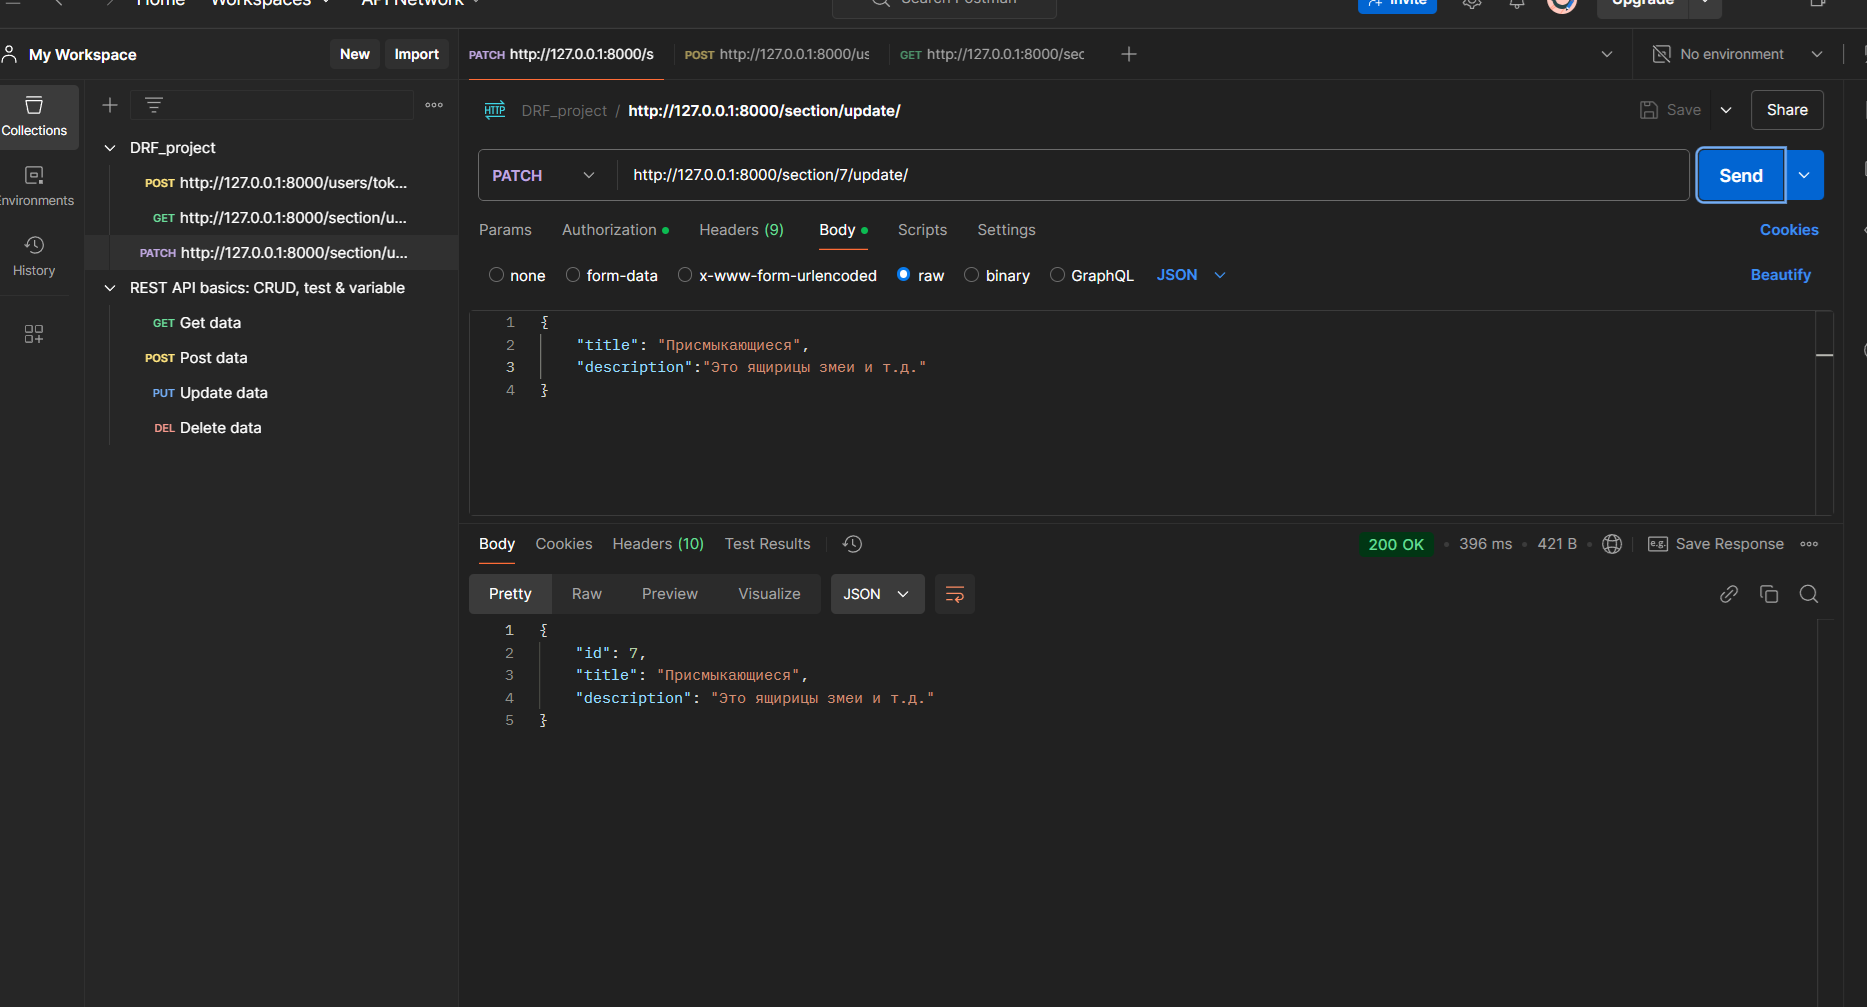 Home Workspaces API Network Search Postman Invite Upgrade
My Workspace New Import PATCH http://127.0.0.1:8000/s POST http://127.0.0.1:8000/us GET http://127.0.0.1:8000/sec No environment
Collections
Environments
History
DRF_project
POST http://127.0.0.1:8000/users/tok...
GET http://127.0.0.1:8000/section/u...
PATCH http://127.0.0.1:8000/section/u...
REST API basics: CRUD, test & variable
GET Get data
POST Post data
PUT Update data
DEL Delete data
HTTP DRF_project / http://127.0.0.1:8000/section/update/ Save Share
PATCH http://127.0.0.1:8000/section/7/update/ Send
Params Authorization Headers (9) Body Scripts Settings Cookies
none form-data x-www-form-urlencoded raw binary GraphQL JSON Beautify
1 {
2 "title": "Присмыкающиеся",
3 "description":"Это ящирицы змеи и т.д."
4 }
Body Cookies Headers (10) Test Results 200 OK 396 ms 421 B e.g. Save Response
Pretty Raw Preview Visualize JSON
1 {
2 "id": 7,
3 "title": "Присмыкающиеся",
4 "description": "Это ящирицы змеи и т.д."
5 }